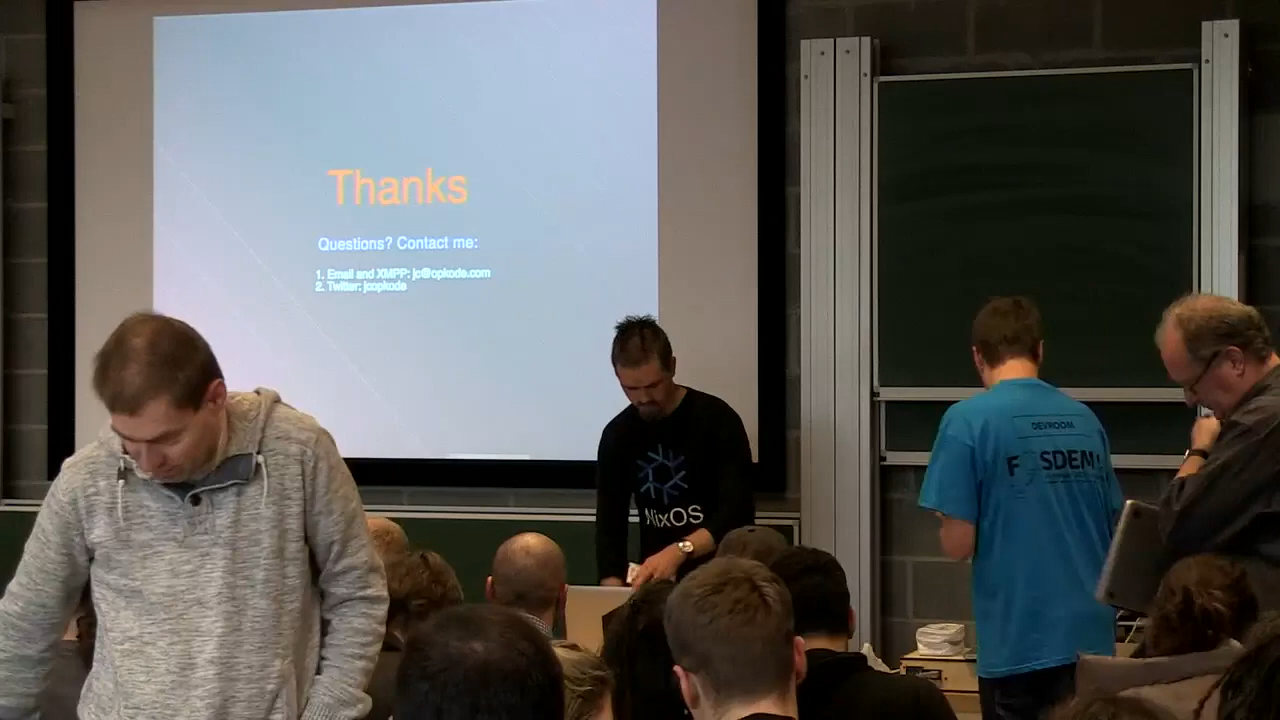 Thanks
Questions? Contact me:
1. Email and XMPP: jc@opkode.com
2. Twitter: jcopkode
NixOS
DEVROOM
FOSDEM